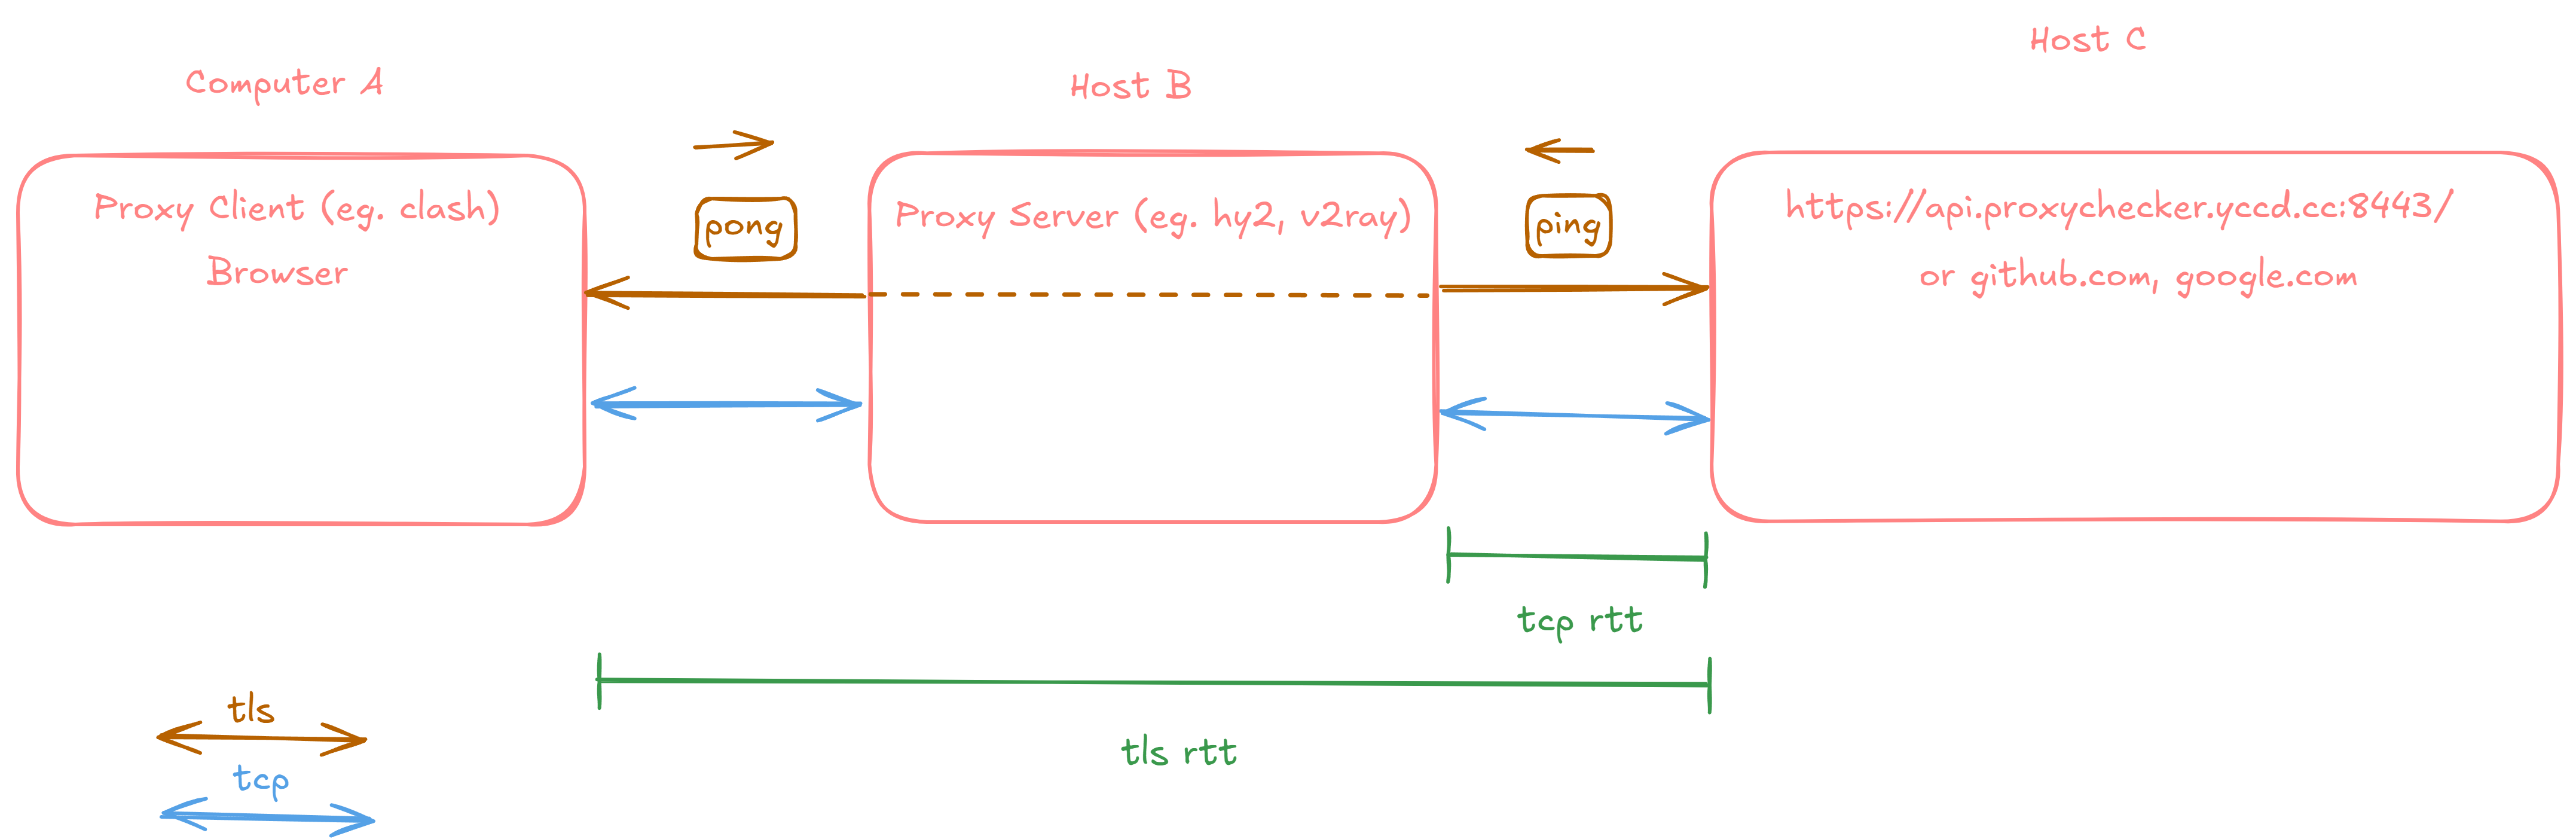 Computer A
Host B
Host C
Proxy Client (eg. clash)
Browser
pong
Proxy Server (eg. hy2, v2ray)
ping
https://api.proxychecker.yccd.cc:8443/
or github.com, google.com
tcp rtt
tls rtt
tls
tcp